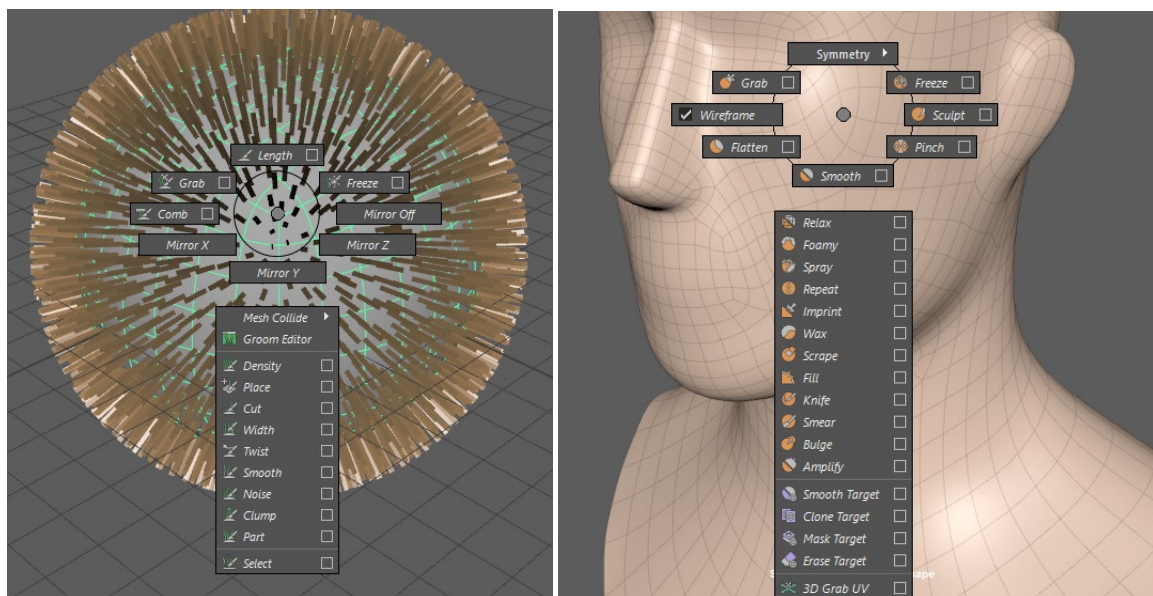 Length
Grab
Freeze
Comb
Mirror Off
Mirror X
Mirror Z
Mirror Y
Mesh Collide
Groom Editor
Density
Place
Cut
Width
Twist
Smooth
Noise
Clump
Part
Select
Symmetry
Grab
Freeze
Wireframe
Sculpt
Flatten
Pinch
Smooth
Relax
Foamy
Spray
Repeat
Imprint
Wax
Scrape
Fill
Knife
Smear
Bulge
Amplify
Smooth Target
Clone Target
Mask Target
Erase Target
3D Grab UV